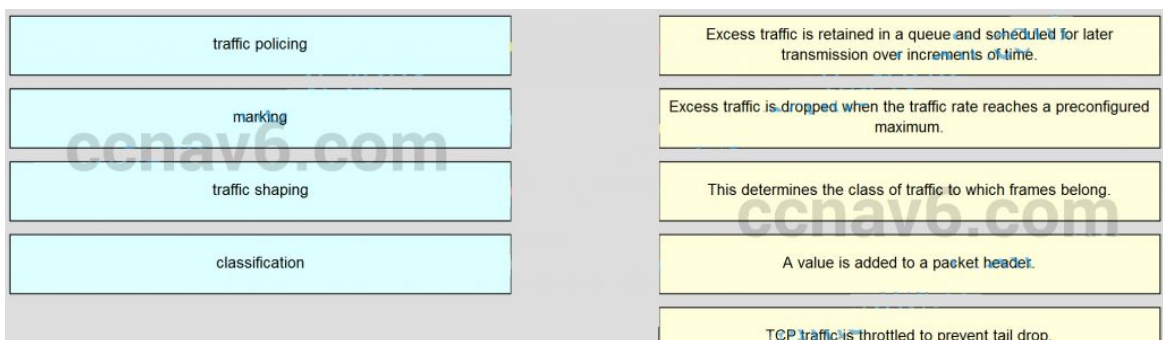 traffic policing
marking
traffic shaping
classification
Excess traffic is retained in a queue and scheduled for later
transmission over increments of time.
Excess traffic is dropped when the traffic rate reaches a preconfigured
maximum.
This determines the class of traffic to which frames belong.
A value is added to a packet header.
TCP traffic is throttled to prevent tail drop.
ccnav6.com
ccnav6.com